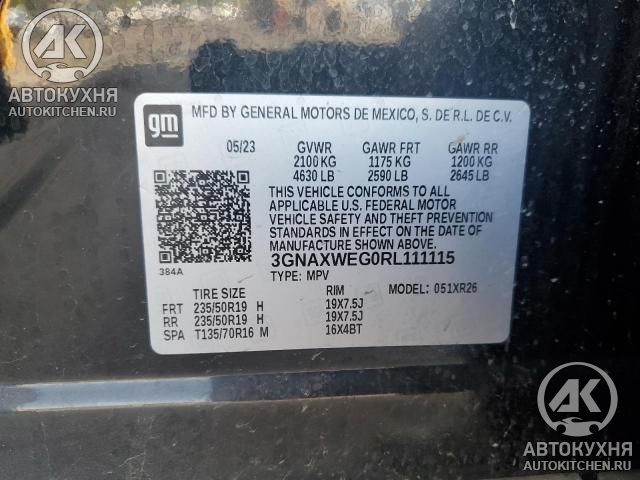 AK
АВТОКУХНЯ
AUTOKITCHEN.RU
gm
MFD BY GENERAL MOTORS DE MEXICO, S. DE R.L. DE C.V.
05/23 GVWR GAWR FRT GAWR RR
2100 KG 1175 KG 1200 KG
4630 LB 2590 LB 2645 LB
THIS VEHICLE CONFORMS TO ALL
APPLICABLE U.S. FEDERAL MOTOR
VEHICLE SAFETY AND THEFT PREVENTION
STANDARDS IN EFFECT ON THE DATE OF
MANUFACTURE SHOWN ABOVE.
3GNAXWEG0RL111115
384A
TYPE: MPV
TIRE SIZE RIM MODEL: 051XR26
FRT 235/50R19 H 19X7.5J
RR 235/50R19 H 19X7.5J
SPA T135/70R16 M 16X4BT
AK
АВТОКУХНЯ
AUTOKITCHEN.RU